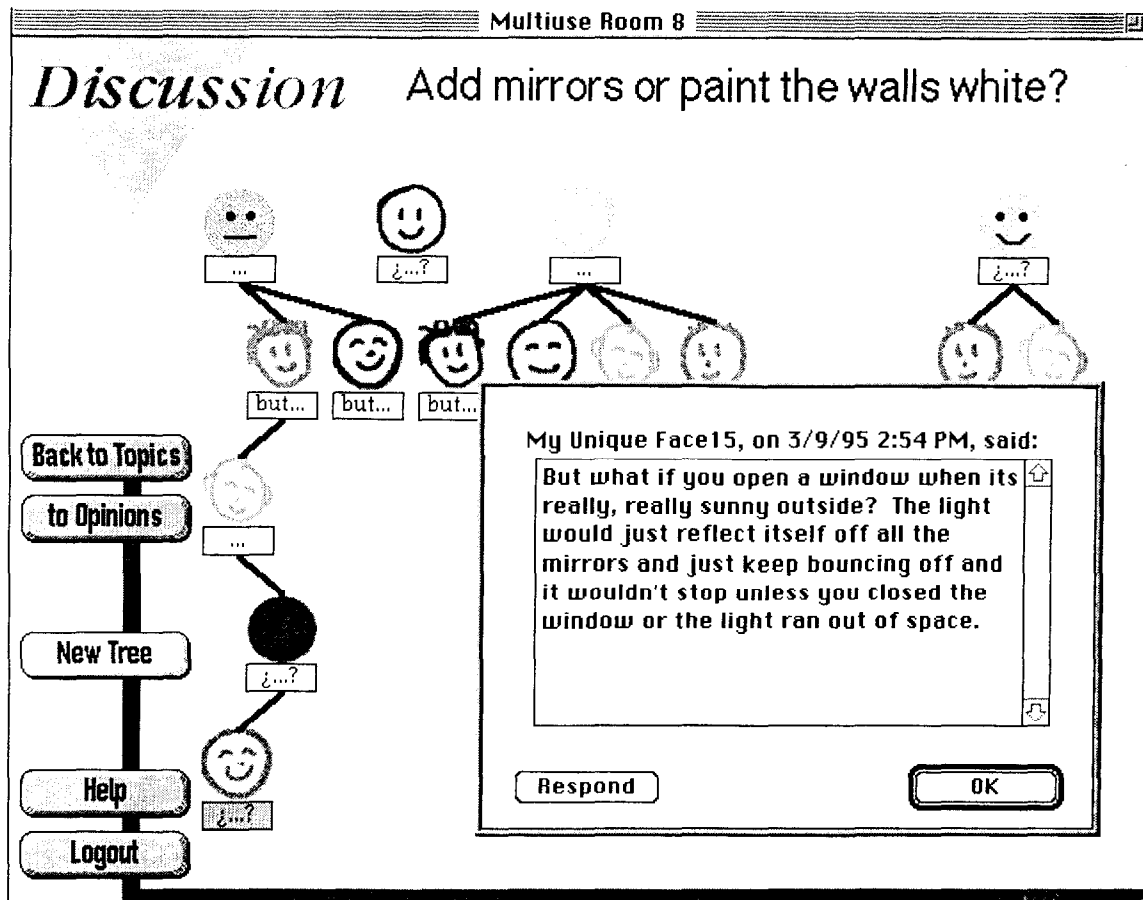 Multiuse Room 8
Discussion
Add mirrors or paint the walls white?
...
¿...?
...
¿...?
but...
but...
but...
My Unique Face15, on 3/9/95 2:54 PM, said:
But what if you open a window when its
really, really sunny outside?  The light
would just reflect itself off all the
mirrors and just keep bouncing off and
it wouldn't stop unless you closed the
window or the light ran out of space.
Back to Topics
to Opinions
...
New Tree
¿...?
Respond
OK
Help
¿...?
Logout